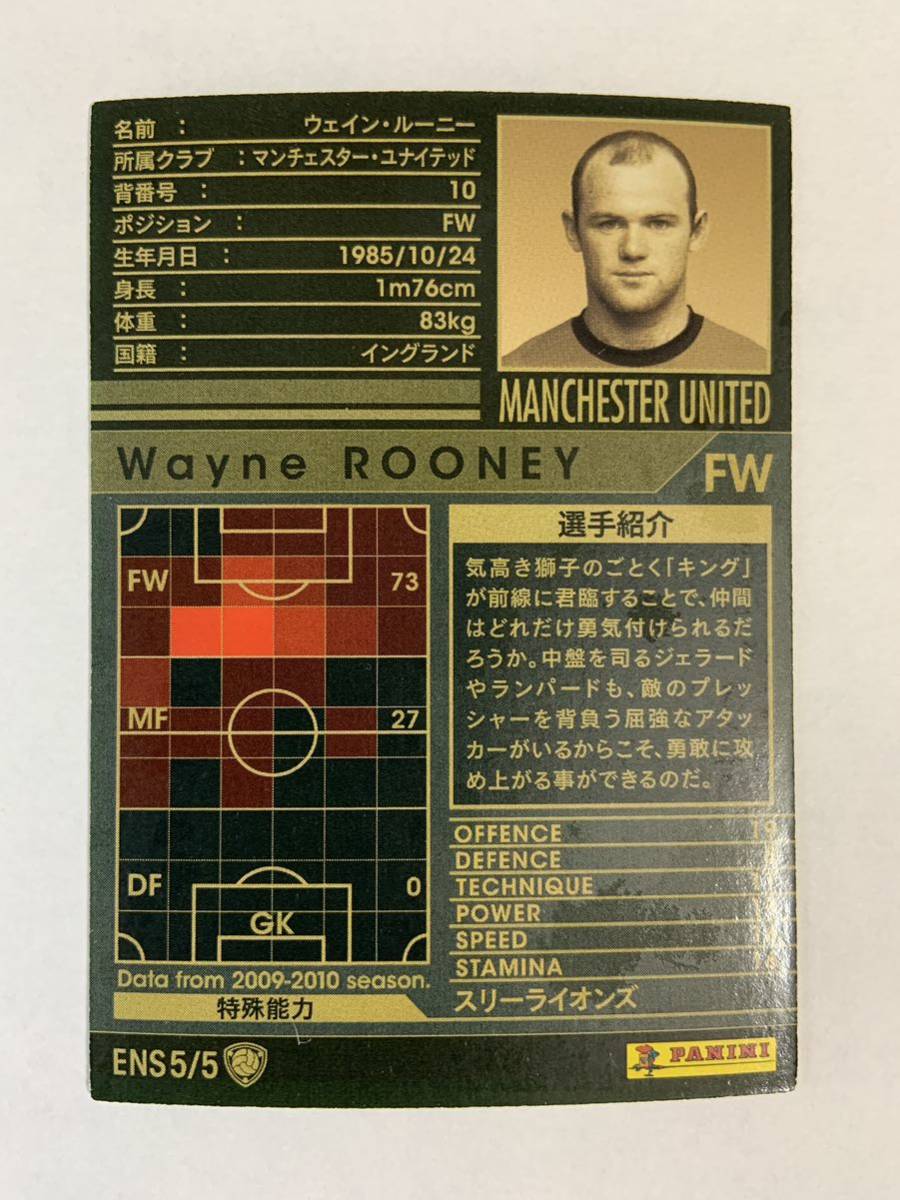 名前 : ウェイン・ルーニー
所属クラブ : マンチェスター・ユナイテッド
背番号 : 10
ポジション : FW
生年月日 : 1985/10/24
身長 : 1m76cm
体重 : 83kg
国籍 : イングランド
MANCHESTER UNITED
Wayne ROONEY
FW
FW 73
MF 27
DF 0
GK
Data from 2009-2010 season.
特殊能力
選手紹介
気高き獅子のごとく「キング」
が前線に君臨することで、仲間
はどれだけ勇気付けられるだ
ろうか。中盤を司るジェラード
やランパードも、敵のプレッ
シャーを背負う屈強なアタッ
カーがいるからこそ、勇敢に攻
め上がる事ができるのだ。
OFFENCE 19
DEFENCE
TECHNIQUE
POWER
SPEED
STAMINA
スリーライオンズ
ENS 5/5
PANINI